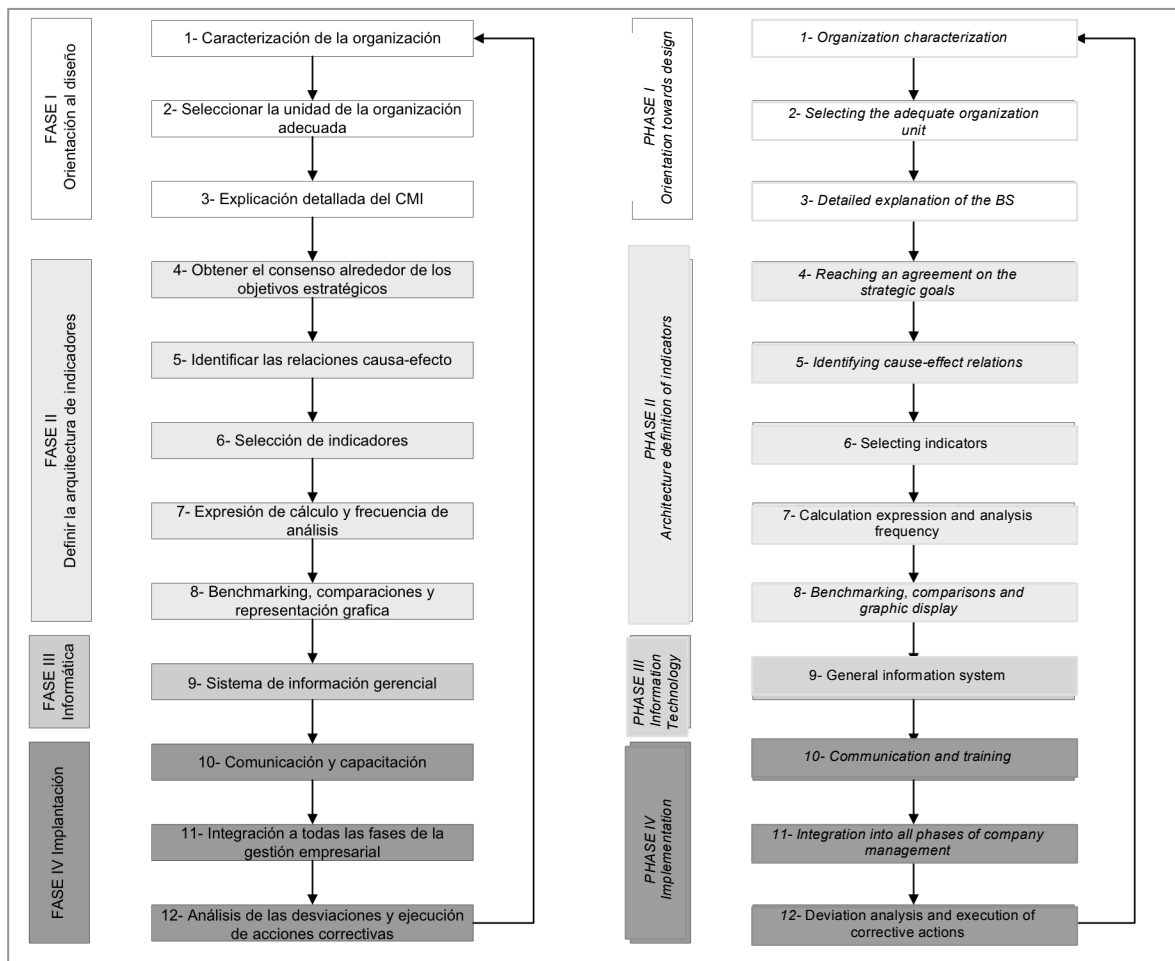 FASE I
Orientación al diseño
1- Caracterización de la organización
2- Seleccionar la unidad de la organización
adecuada
3- Explicación detallada del CMI
FASE II
Definir la arquitectura de indicadores
4- Obtener el consenso alrededor de los
objetivos estratégicos
5- Identificar las relaciones causa-efecto
6- Selección de indicadores
7- Expresión de cálculo y frecuencia de
análisis
8- Benchmarking, comparaciones y
representación grafica
FASE III
Informática
9- Sistema de información gerencial
FASE IV Implantación
10- Comunicación y capacitación
11- Integración a todas las fases de la
gestión empresarial
12- Análisis de las desviaciones y ejecución
de acciones correctivas
PHASE I
Orientation towards design
1- Organization characterization
2- Selecting the adequate organization
unit
3- Detailed explanation of the BS
PHASE II
Architecture definition of indicators
4- Reaching an agreement on the
strategic goals
5- Identifying cause-effect relations
6- Selecting indicators
7- Calculation expression and analysis
frequency
8- Benchmarking, comparisons and
graphic display
PHASE III
Information
Technology
9- General information system
PHASE IV
Implementation
10- Communication and training
11- Integration into all phases of company
management
12- Deviation analysis and execution of
corrective actions